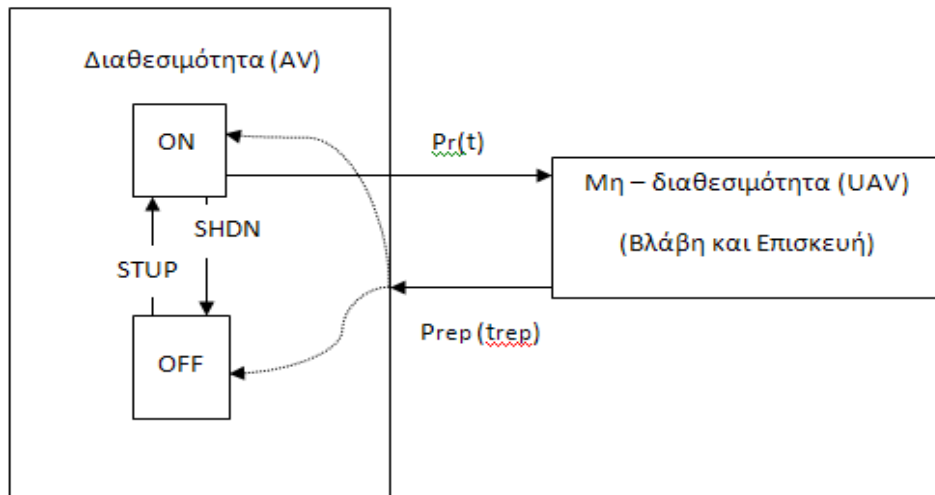 Διαθεσιμότητα (AV)
ON
Pr(t)
Μη – διαθεσιμότητα (UAV)
(Βλάβη και Επισκευή)
SHDN
STUP
Prep (trep)
OFF